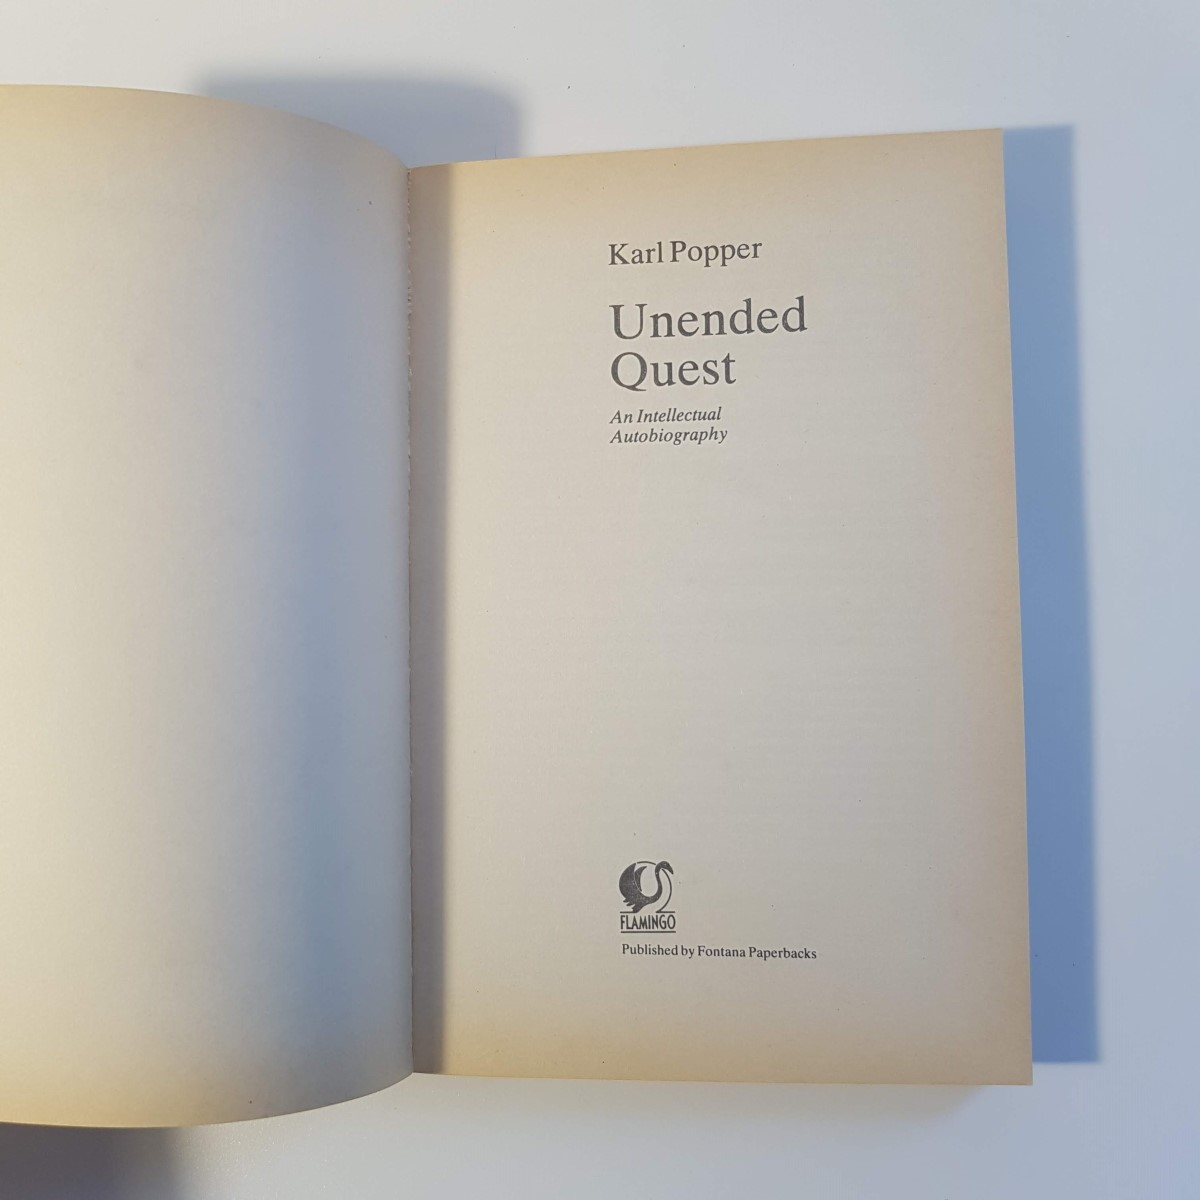 Karl Popper
Unended
Quest
An Intellectual
Autobiography
FLAMINGO
Published by Fontana Paperbacks